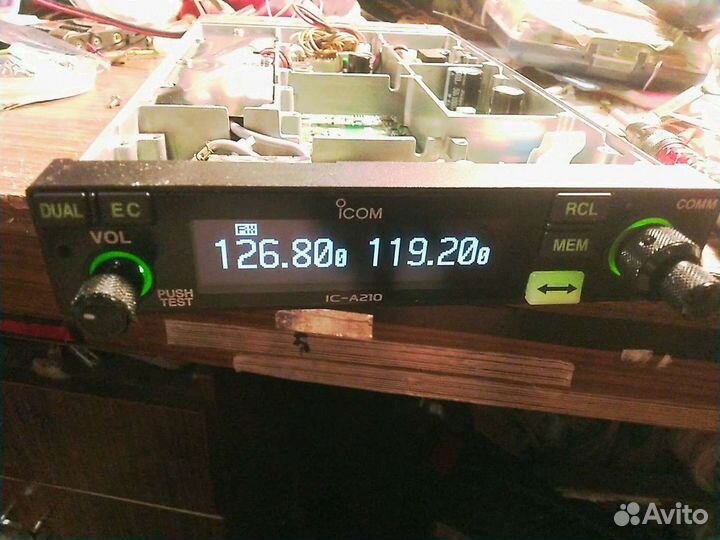 DUAL EC
VOL
PUSH
TEST
ICOM
126.800 119.200
IC-A210
RCL
MEM
COMM
Avito